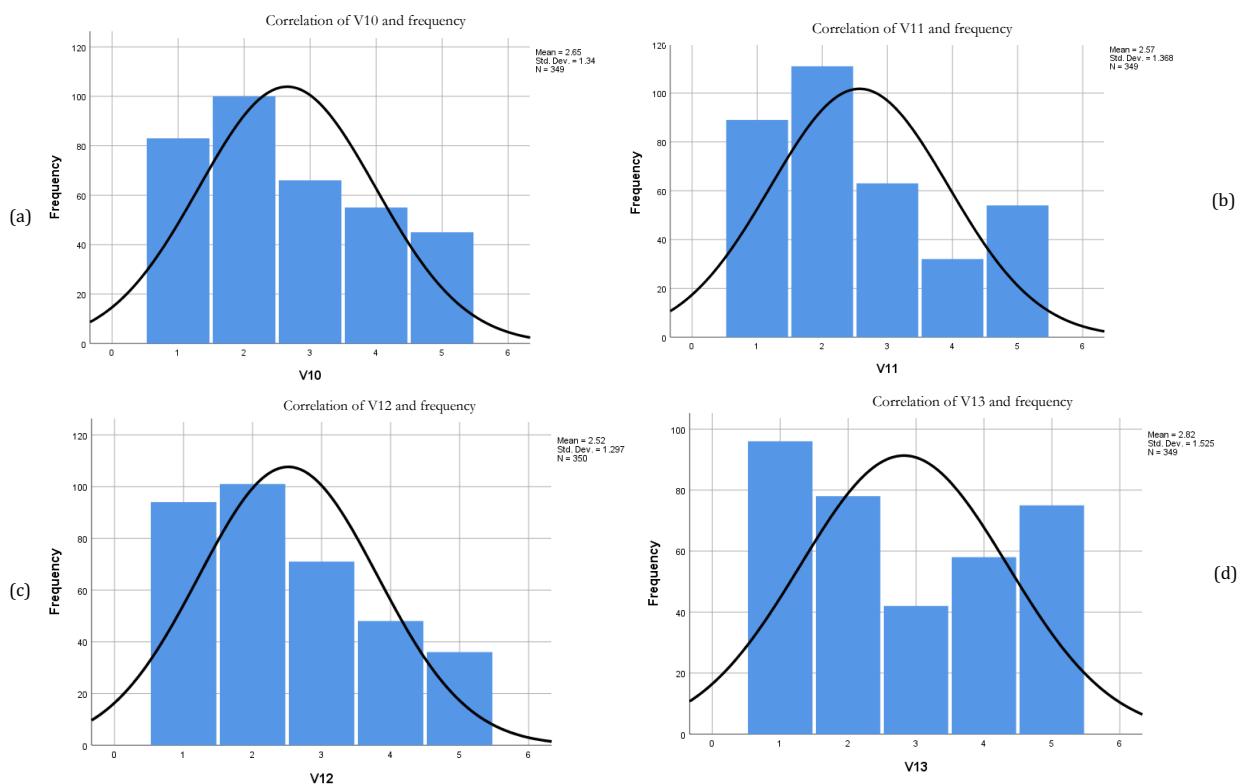 Correlation of V10 and frequency
Mean = 2.65
Std. Dev. = 1.34
N = 349
120
100
80
60
40
20
0
Frequency
(a)
0 1 2 3 4 5 6
V10
Correlation of V11 and frequency
Mean = 2.57
Std. Dev. = 1.368
N = 349
120
100
80
60
40
20
0
Frequency
(b)
0 1 2 3 4 5 6
V11
Correlation of V12 and frequency
Mean = 2.52
Std. Dev. = 1.297
N = 350
120
100
80
60
40
20
0
Frequency
(c)
0 1 2 3 4 5 6
V12
Correlation of V13 and frequency
Mean = 2.82
Std. Dev. = 1.525
N = 349
100
80
60
40
20
0
Frequency
(d)
0 1 2 3 4 5 6
V13